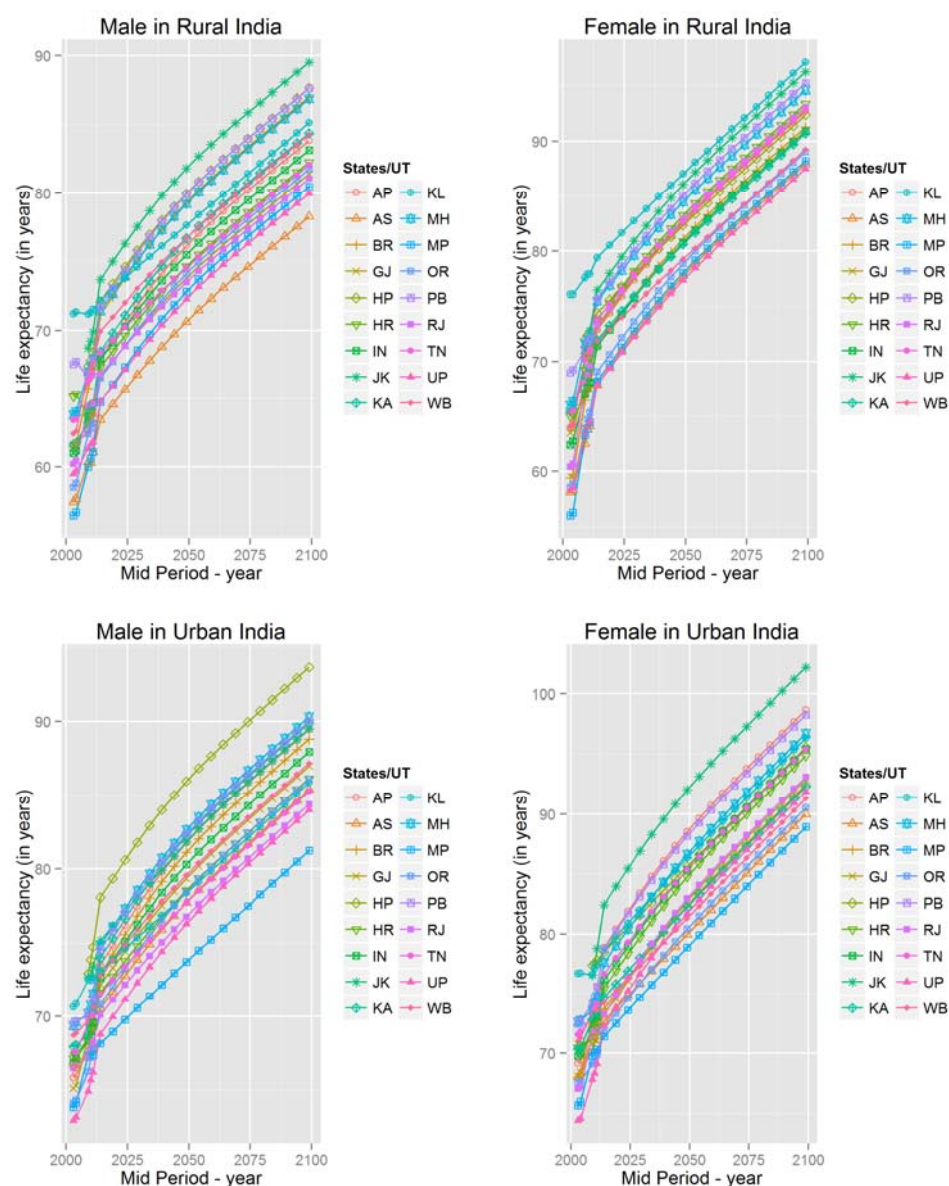 Male in Rural India
Life expectancy (in years)
90
80
70
60
2000 2025 2050 2075 2100
Mid Period - year
States/UT
AP KL
AS MH
BR MP
GJ OR
HP PB
HR RJ
IN TN
JK UP
KA WB
Female in Rural India
Life expectancy (in years)
90
80
70
60
2000 2025 2050 2075 2100
Mid Period - year
States/UT
AP KL
AS MH
BR MP
GJ OR
HP PB
HR RJ
IN TN
JK UP
KA WB
Male in Urban India
Life expectancy (in years)
90
80
70
2000 2025 2050 2075 2100
Mid Period - year
States/UT
AP KL
AS MH
BR MP
GJ OR
HP PB
HR RJ
IN TN
JK UP
KA WB
Female in Urban India
Life expectancy (in years)
100
90
80
70
2000 2025 2050 2075 2100
Mid Period - year
States/UT
AP KL
AS MH
BR MP
GJ OR
HP PB
HR RJ
IN TN
JK UP
KA WB